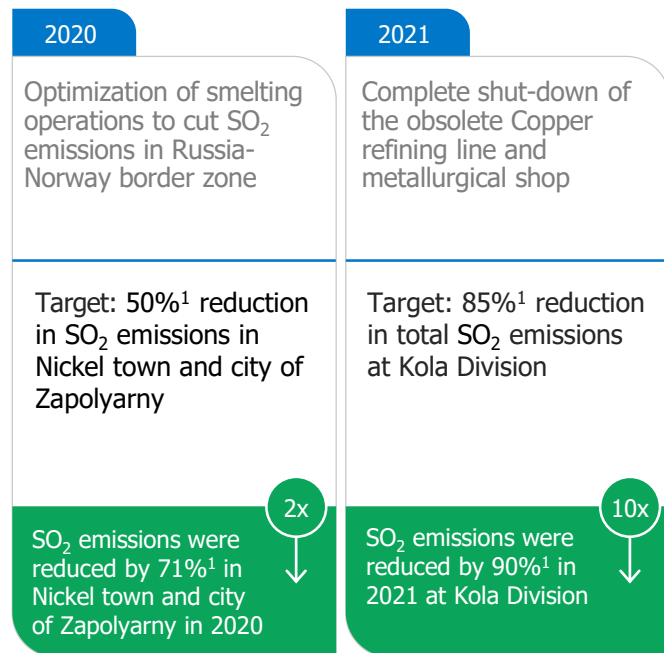 2020
Optimization of smelting
operations to cut SO₂
emissions in Russia-
Norway border zone
Target: 50%¹ reduction
in SO₂ emissions in
Nickel town and city of
Zapolyarny
2x
SO₂ emissions were
reduced by 71%¹ in
Nickel town and city
of Zapolyarny in 2020
2021
Complete shut-down of
the obsolete Copper
refining line and
metallurgical shop
Target: 85%¹ reduction
in total SO₂ emissions
at Kola Division
10x
SO₂ emissions were
reduced by 90%¹ in
2021 at Kola Division